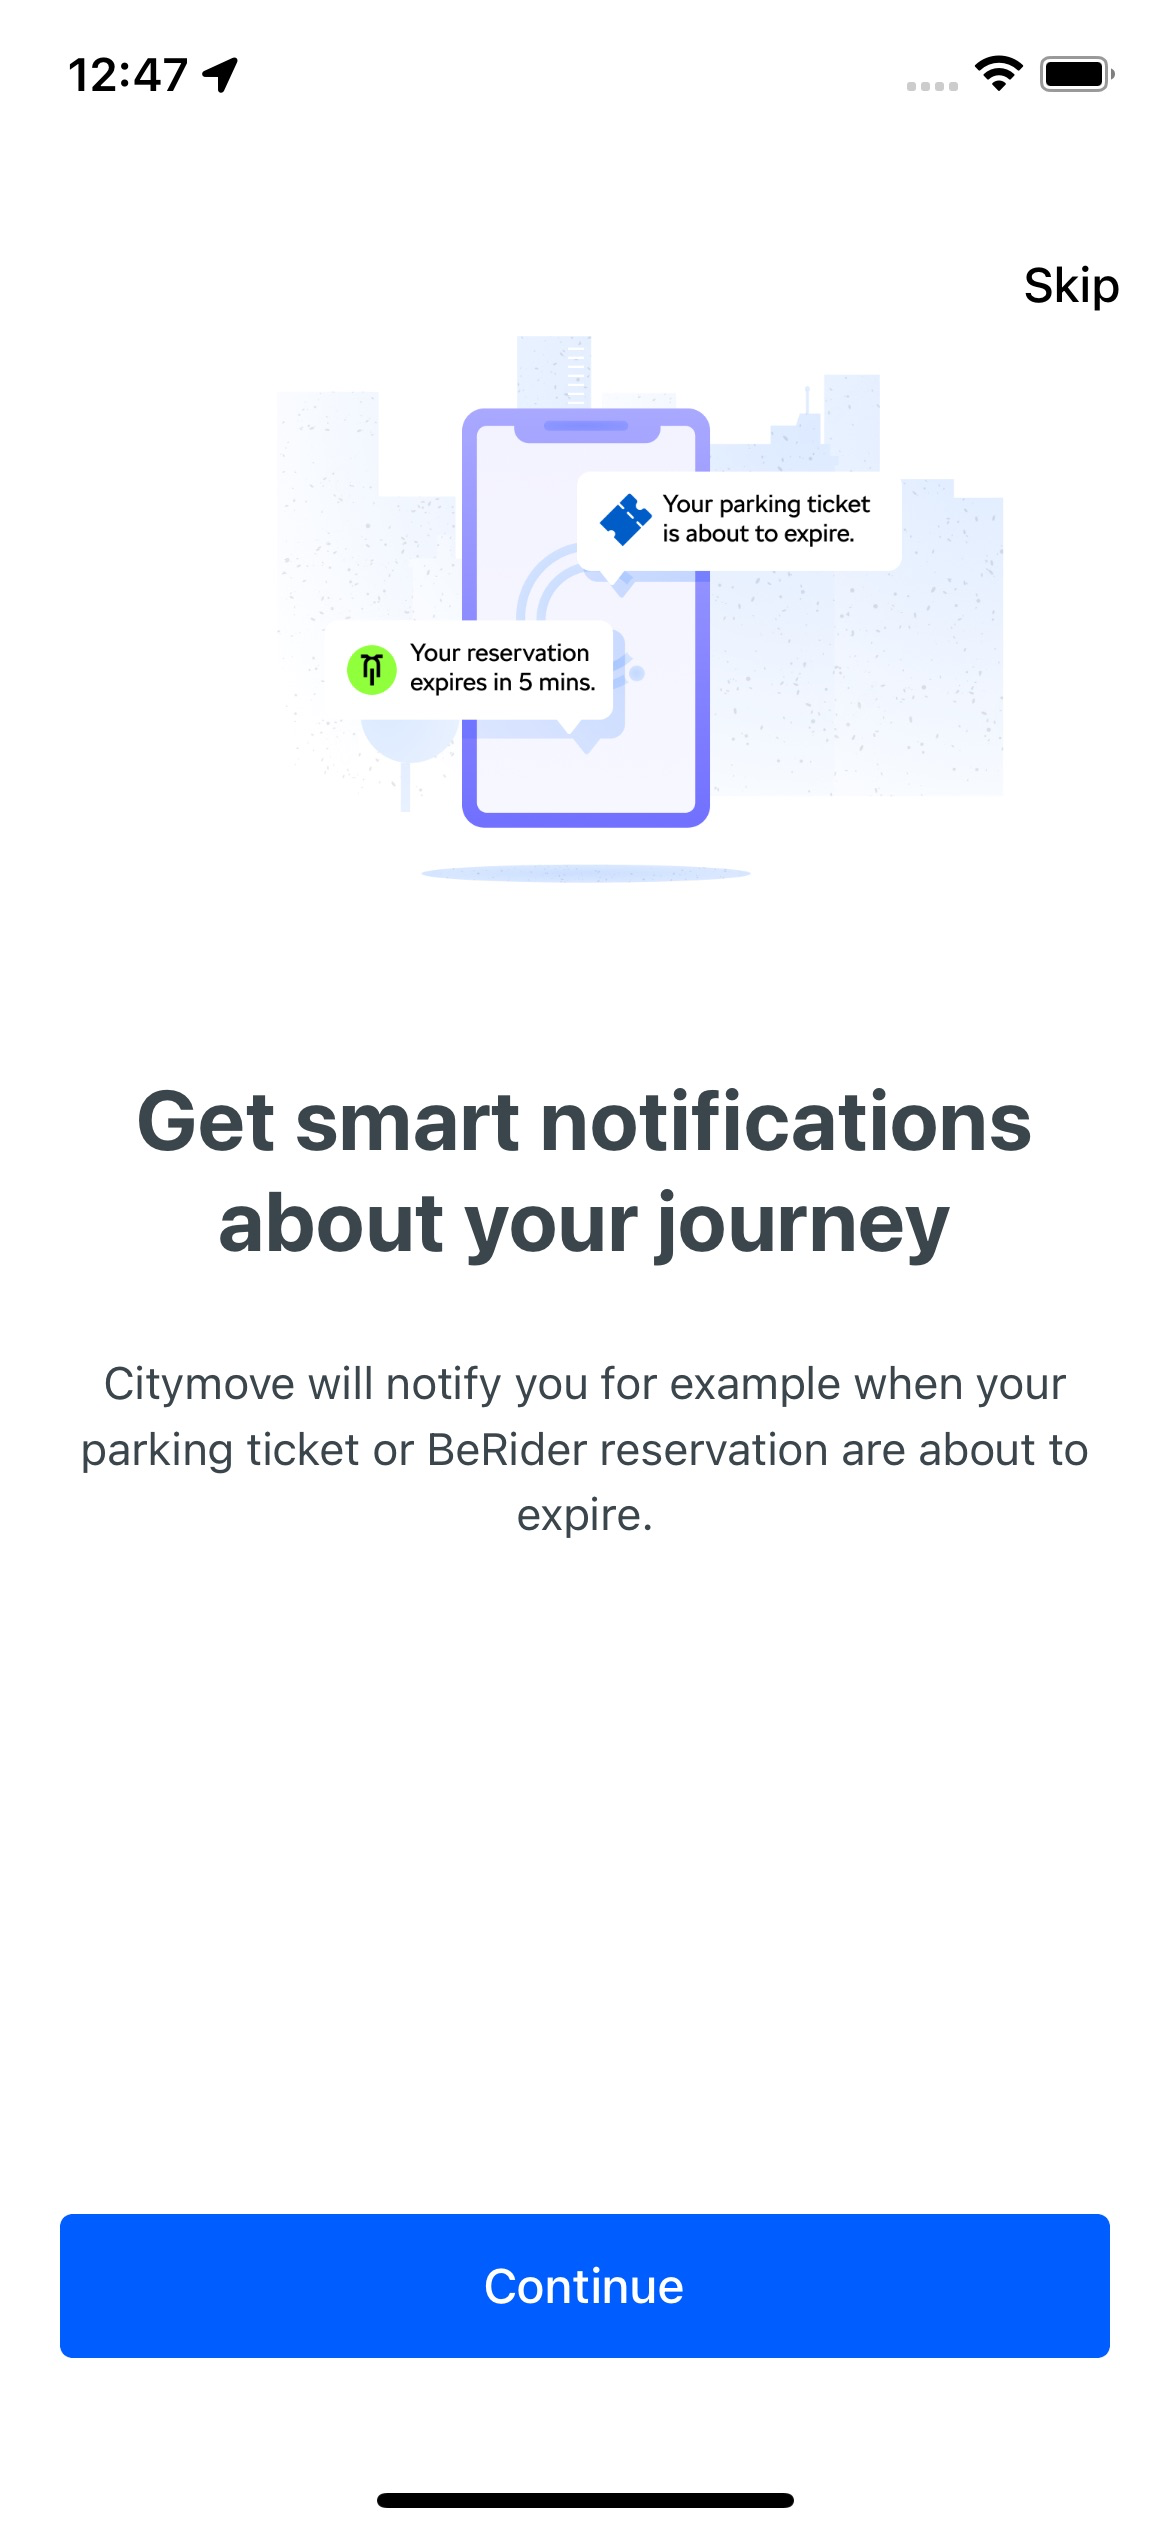 12:47
Skip
Your parking ticket
is about to expire.
Your reservation
expires in 5 mins.
Get smart notifications
about your journey
Citymove will notify you for example when your
parking ticket or BeRider reservation are about to
expire.
Continue